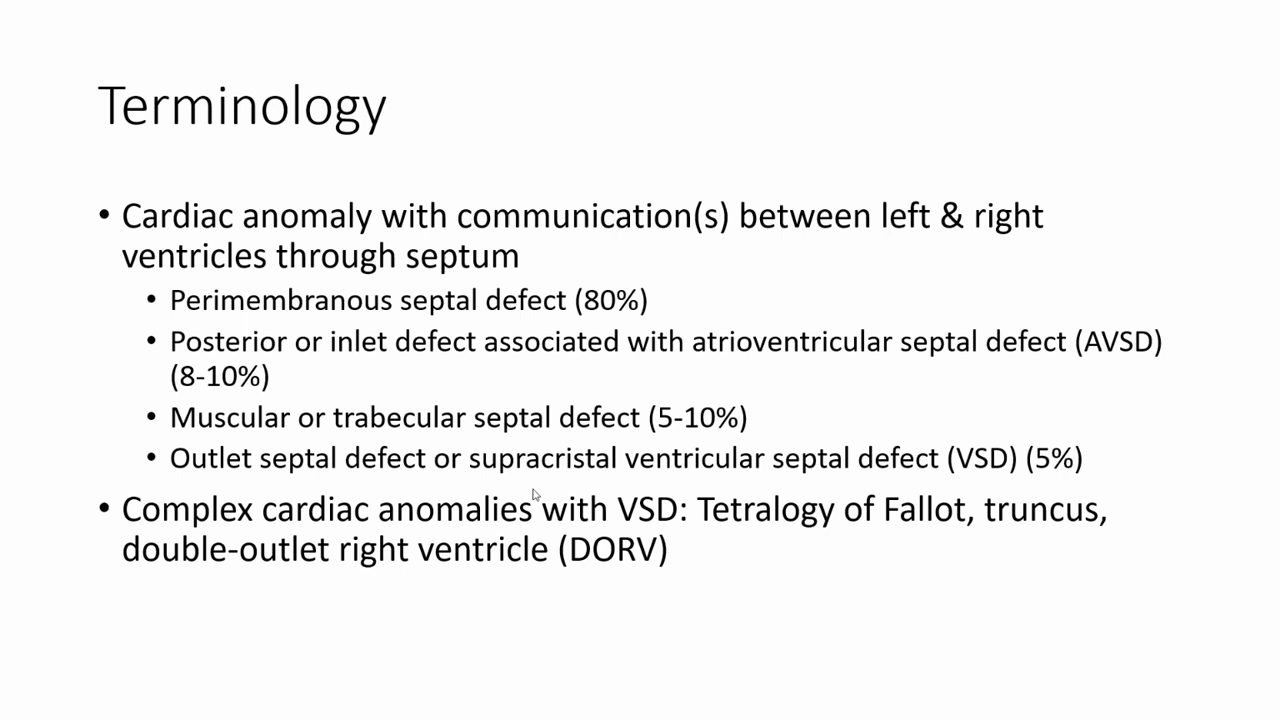 Terminology
• Cardiac anomaly with communication(s) between left & right
ventricles through septum
• Perimembranous septal defect (80%)
• Posterior or inlet defect associated with atrioventricular septal defect (AVSD)
(8-10%)
• Muscular or trabecular septal defect (5-10%)
• Outlet septal defect or supracristal ventricular septal defect (VSD) (5%)
• Complex cardiac anomalies with VSD: Tetralogy of Fallot, truncus,
double-outlet right ventricle (DORV)